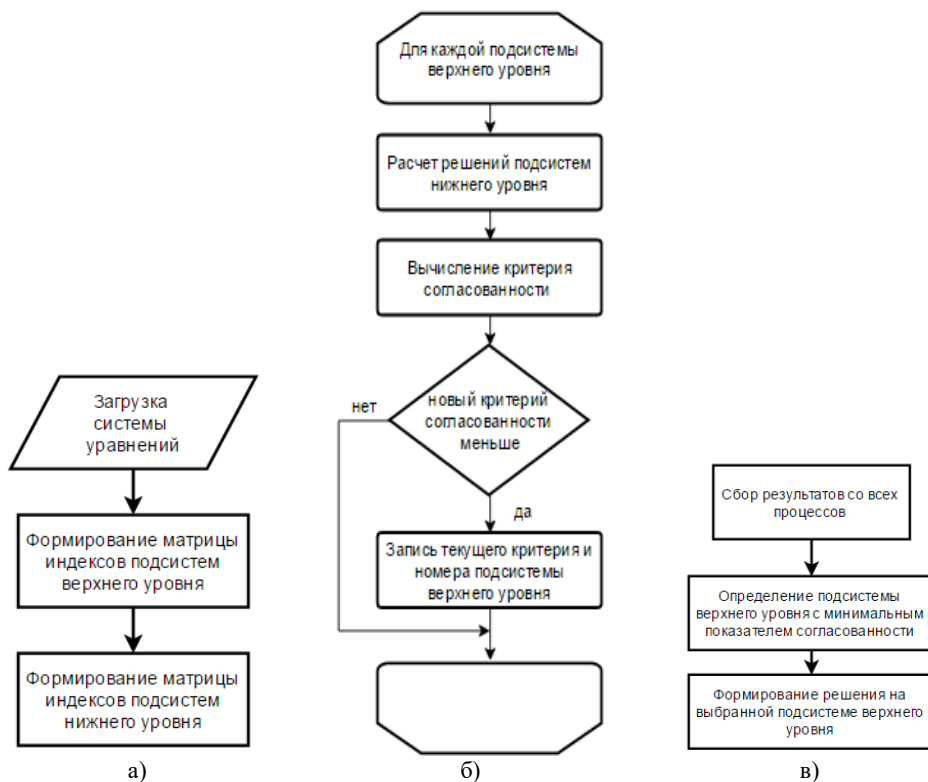 Загрузка
системы
уравнений
Формирование матрицы
индексов подсистем
верхнего уровня
Формирование матрицы
индексов подсистем
нижнего уровня
а)
Для каждой подсистемы
верхнего уровня
Расчет решений подсистем
нижнего уровня
Вычисление критерия
согласованности
новый критерий
согласованности
меньше
нет
да
Запись текущего критерия и
номера подсистемы
верхнего уровня
б)
Сбор результатов со всех
процессов
Определение подсистемы
верхнего уровня с минимальным
показателем согласованности
Формирование решения на
выбранной подсистеме верхнего
уровня
в)